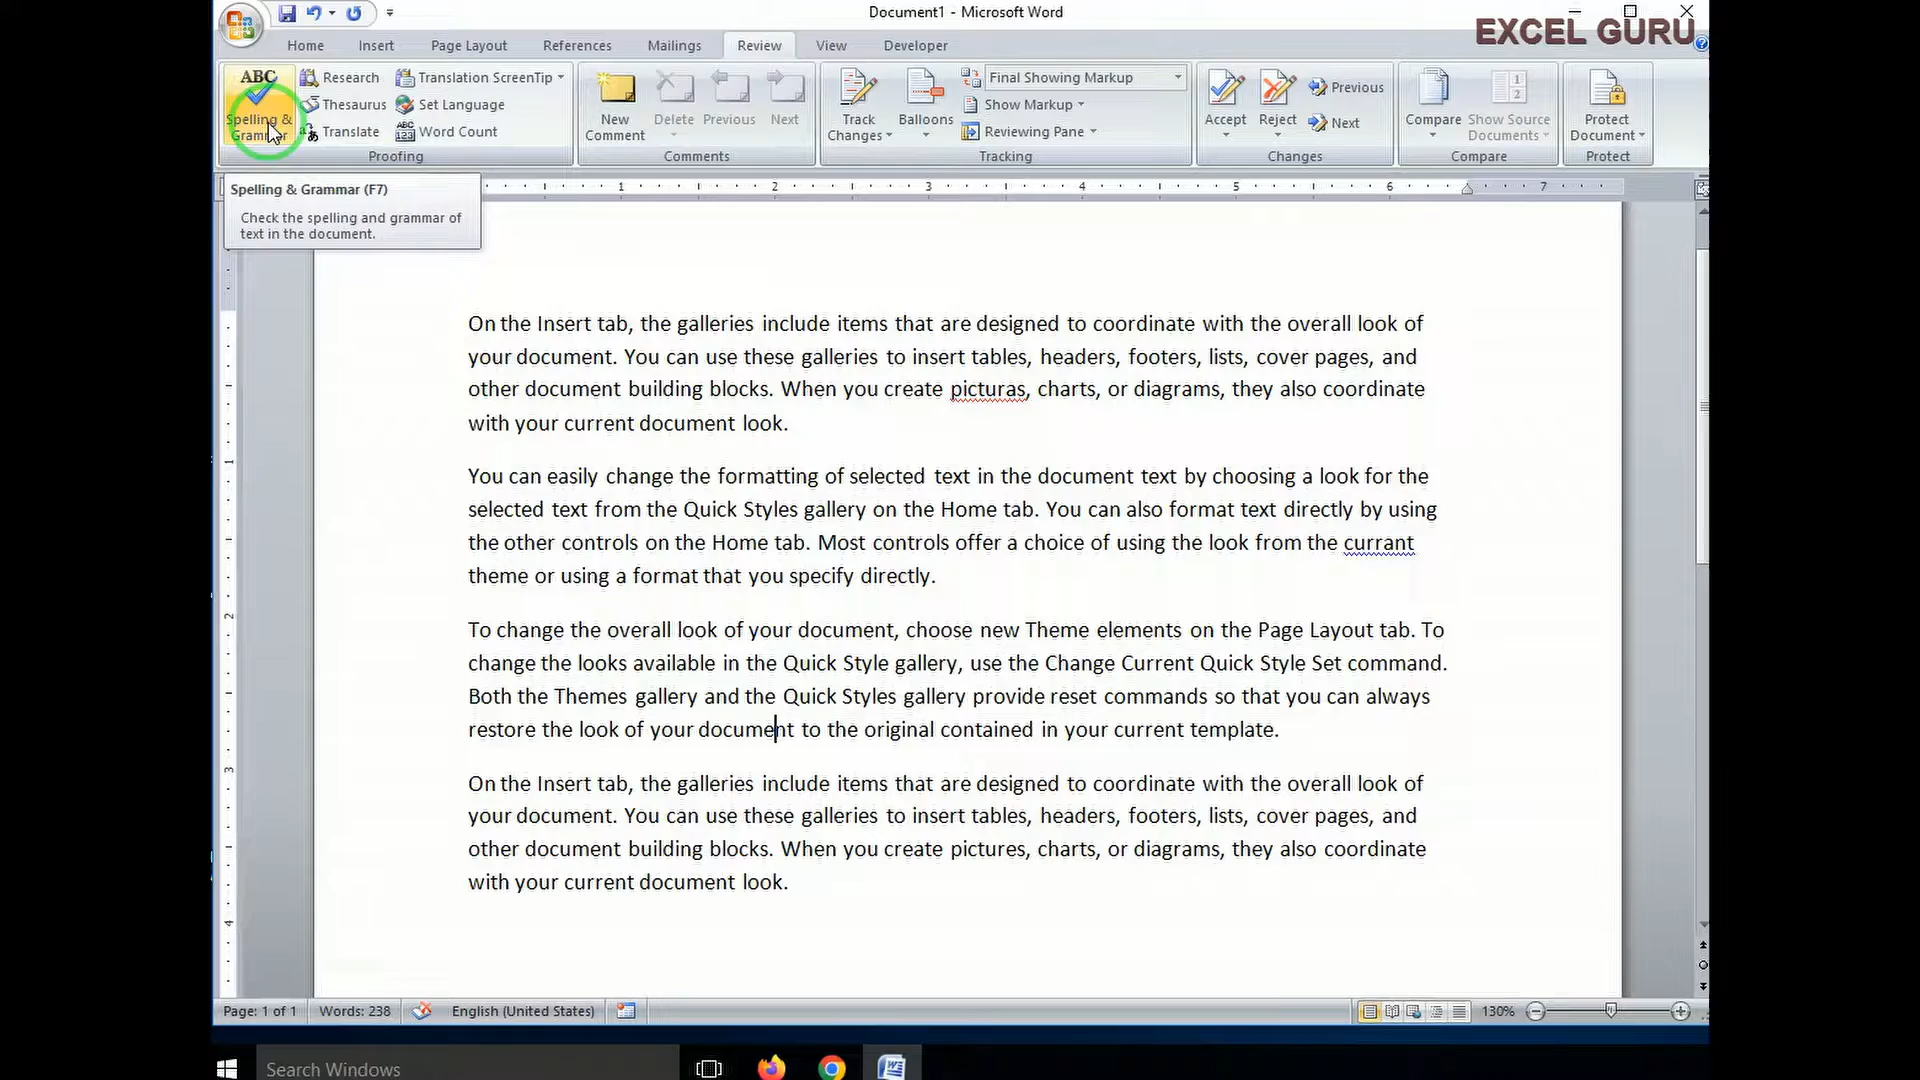 Document1 - Microsoft Word
EXCEL GURU
Home Insert Page Layout References Mailings Review View Developer
ABC
Spelling &
Grammar
Research
Thesaurus
Translate
Translation ScreenTip
Set Language
ABC
123
Word Count
Proofing
New
Comment
Delete
Previous
Next
Comments
Track
Changes
Balloons
Final Showing Markup
Show Markup
Reviewing Pane
Tracking
Accept
Reject
Previous
Next
Changes
Compare
Show Source
Documents
1
2
Compare
Protect
Document
Protect
Spelling & Grammar (F7)
Check the spelling and grammar of
text in the document.
1 2 3 4 5 6 7
On the Insert tab, the galleries include items that are designed to coordinate with the overall look of
your document. You can use these galleries to insert tables, headers, footers, lists, cover pages, and
other document building blocks. When you create picturas, charts, or diagrams, they also coordinate
with your current document look.
You can easily change the formatting of selected text in the document text by choosing a look for the
selected text from the Quick Styles gallery on the Home tab. You can also format text directly by using
the other controls on the Home tab. Most controls offer a choice of using the look from the currant
theme or using a format that you specify directly.
To change the overall look of your document, choose new Theme elements on the Page Layout tab. To
change the looks available in the Quick Style gallery, use the Change Current Quick Style Set command.
Both the Themes gallery and the Quick Styles gallery provide reset commands so that you can always
restore the look of your document to the original contained in your current template.
On the Insert tab, the galleries include items that are designed to coordinate with the overall look of
your document. You can use these galleries to insert tables, headers, footers, lists, cover pages, and
other document building blocks. When you create pictures, charts, or diagrams, they also coordinate
with your current document look.
1
2
3
4
Page: 1 of 1 Words: 238 English (United States) 130%
Search Windows